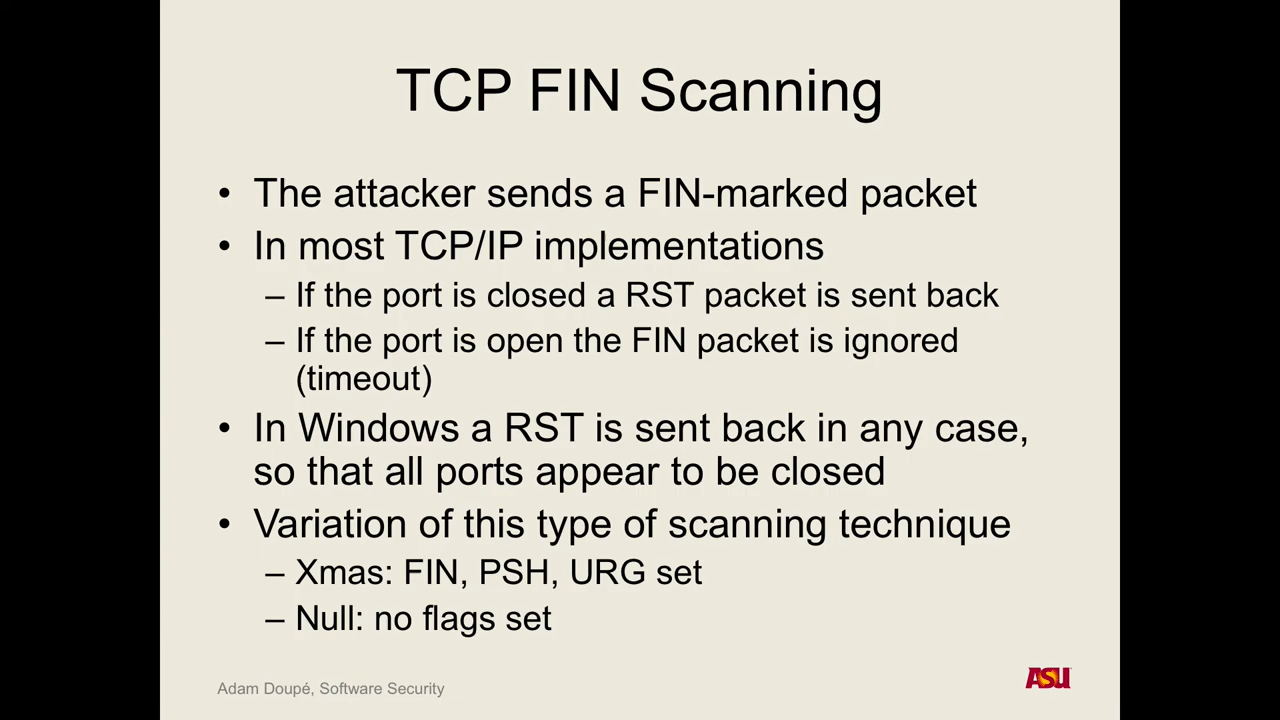 TCP FIN Scanning
• The attacker sends a FIN-marked packet
• In most TCP/IP implementations
– If the port is closed a RST packet is sent back
– If the port is open the FIN packet is ignored
(timeout)
• In Windows a RST is sent back in any case,
so that all ports appear to be closed
• Variation of this type of scanning technique
– Xmas: FIN, PSH, URG set
– Null: no flags set
Adam Doupé, Software Security
ASU